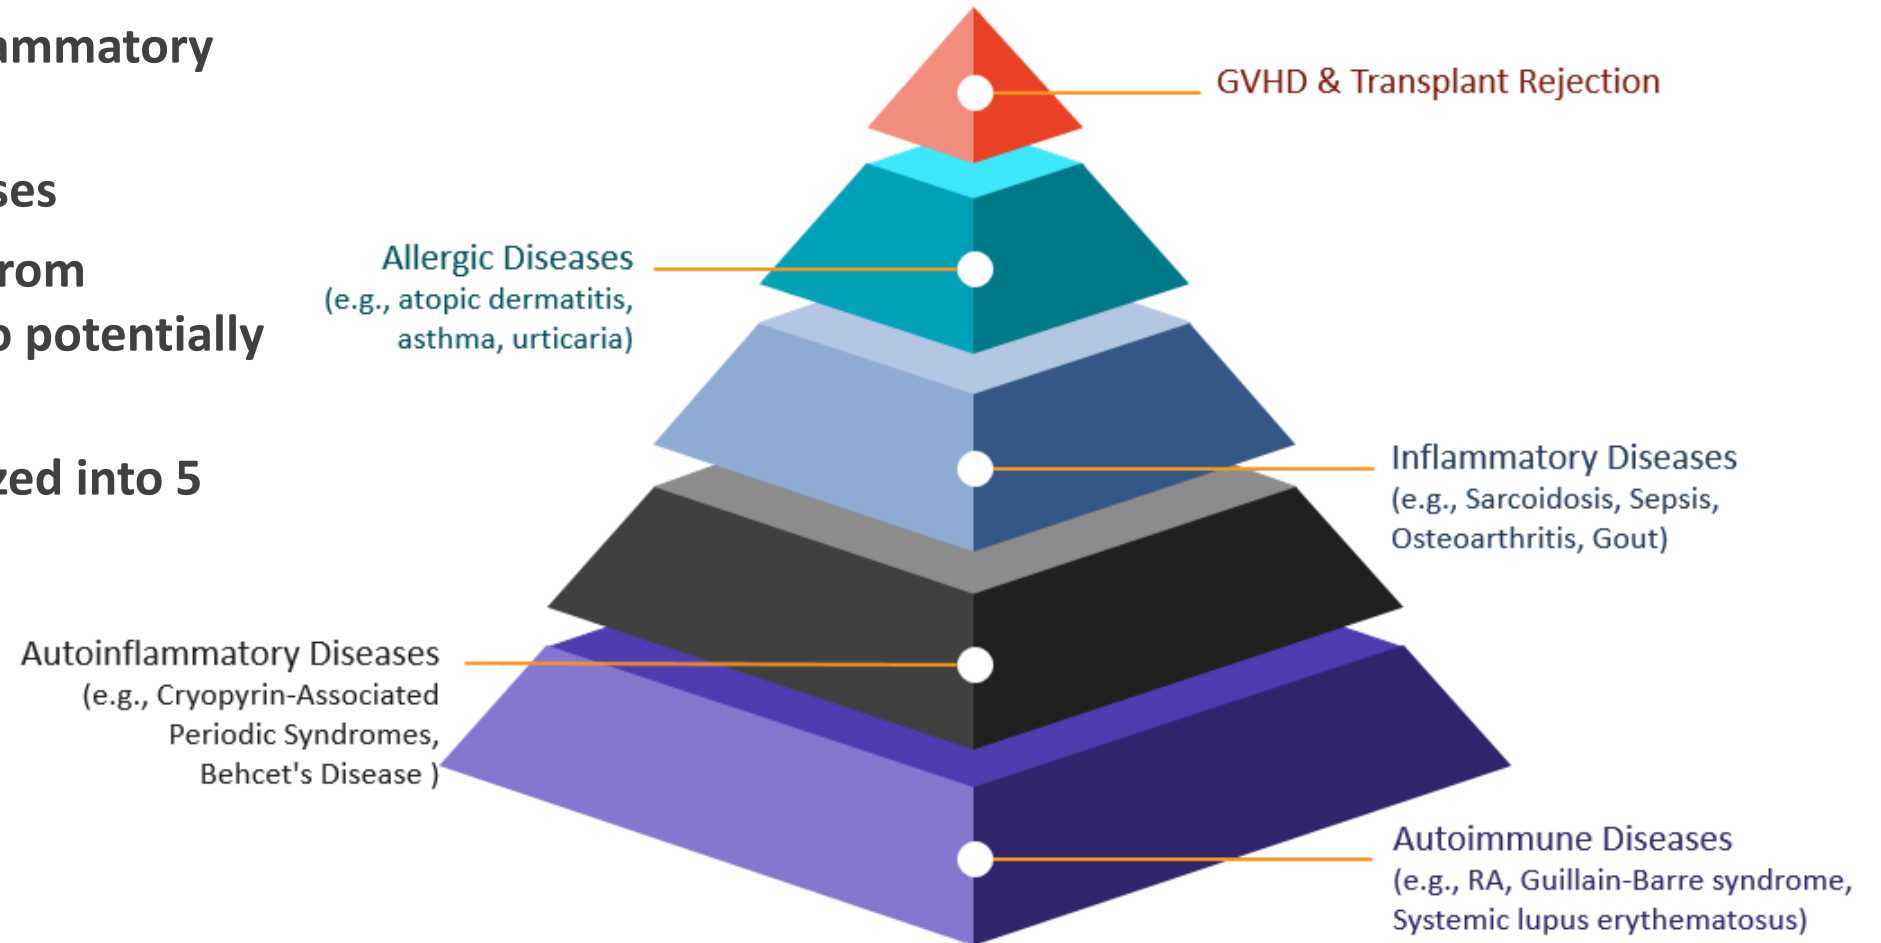 ammatory
ses
rom
o potentially
zed into 5
GVHD & Transplant Rejection
Allergic Diseases
(e.g., atopic dermatitis,
asthma, urticaria)
Inflammatory Diseases
(e.g., Sarcoidosis, Sepsis,
Osteoarthritis, Gout)
Autoinflammatory Diseases
(e.g., Cryopyrin-Associated
Periodic Syndromes,
Behcet's Disease )
Autoimmune Diseases
(e.g., RA, Guillain-Barre syndrome,
Systemic lupus erythematosus)